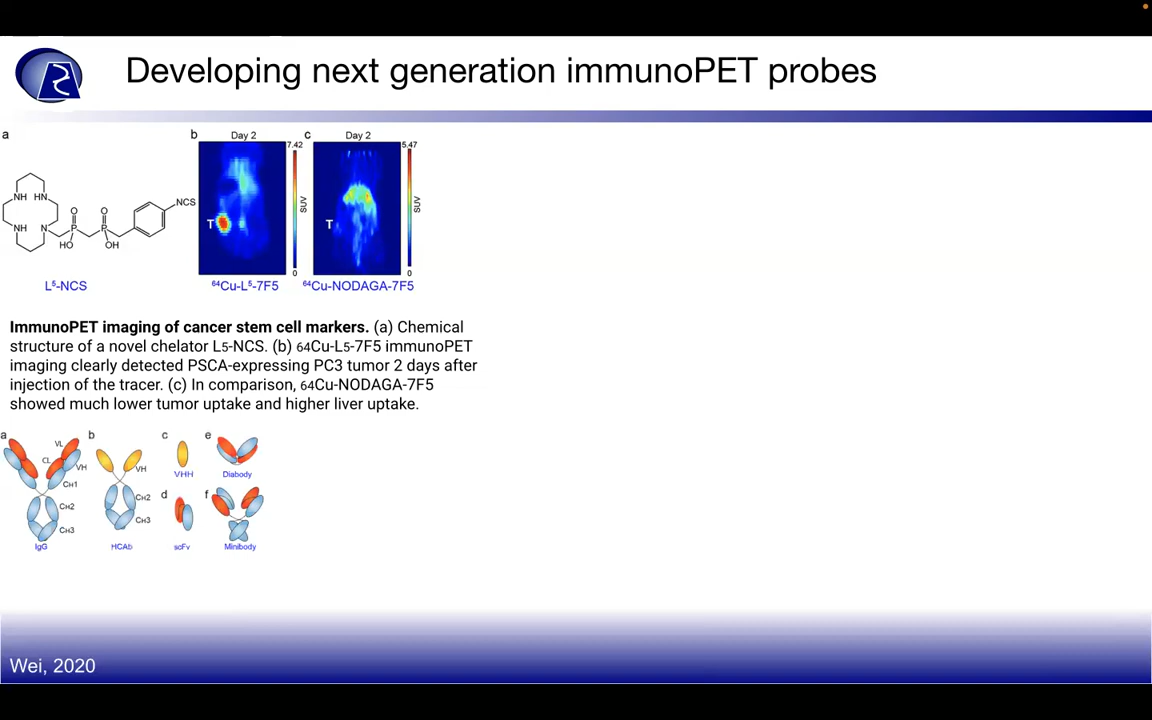 Developing next generation immunoPET probes
a
b
Day 2
7.42
SUV
0
c
Day 2
5.47
SUV
0
NH HN
NH N
O O
P P
HO OH
NCS
T
T
L⁵-NCS
⁶⁴Cu-L⁵-7F5
⁶⁴Cu-NODAGA-7F5
ImmunoPET imaging of cancer stem cell markers. (a) Chemical
structure of a novel chelator L5-NCS. (b) 64Cu-L5-7F5 immunoPET
imaging clearly detected PSCA-expressing PC3 tumor 2 days after
injection of the tracer. (c) In comparison, 64Cu-NODAGA-7F5
showed much lower tumor uptake and higher liver uptake.
a
VL
CL
VH
CH1
CH2
CH3
IgG
b
VH
CH2
CH3
HCAb
c
VHH
d
scFv
e
Diabody
f
Minibody
Wei, 2020